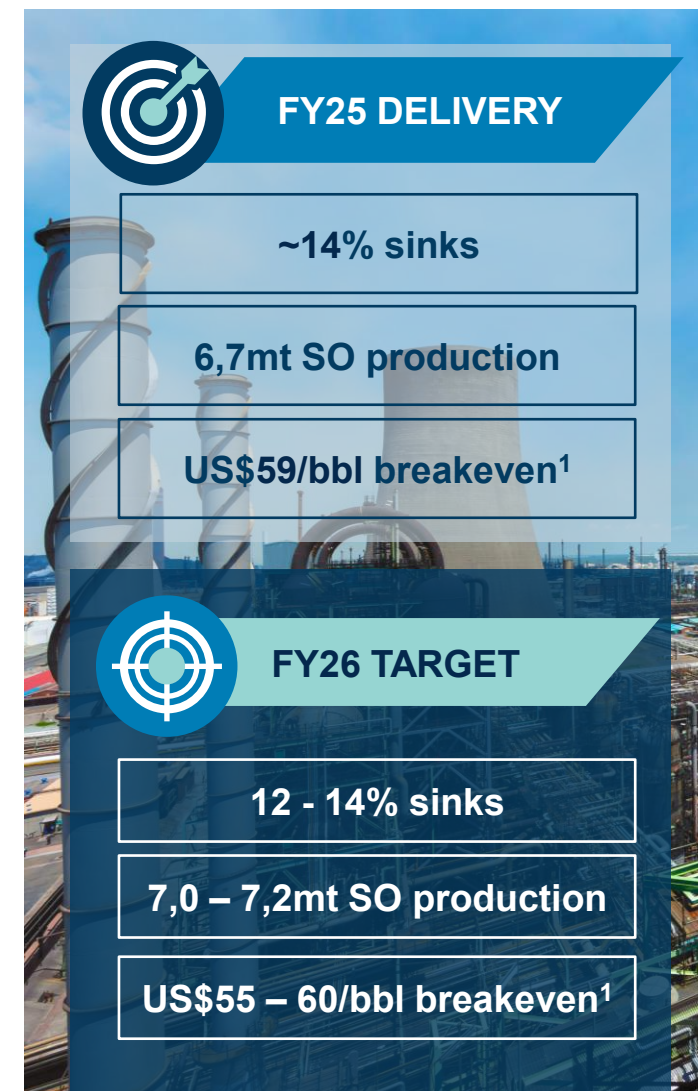 FY25 DELIVERY
~14% sinks
6,7mt SO production
US$59/bbl breakeven¹
FY26 TARGET
12 - 14% sinks
7,0 – 7,2mt SO production
US$55 – 60/bbl breakeven¹